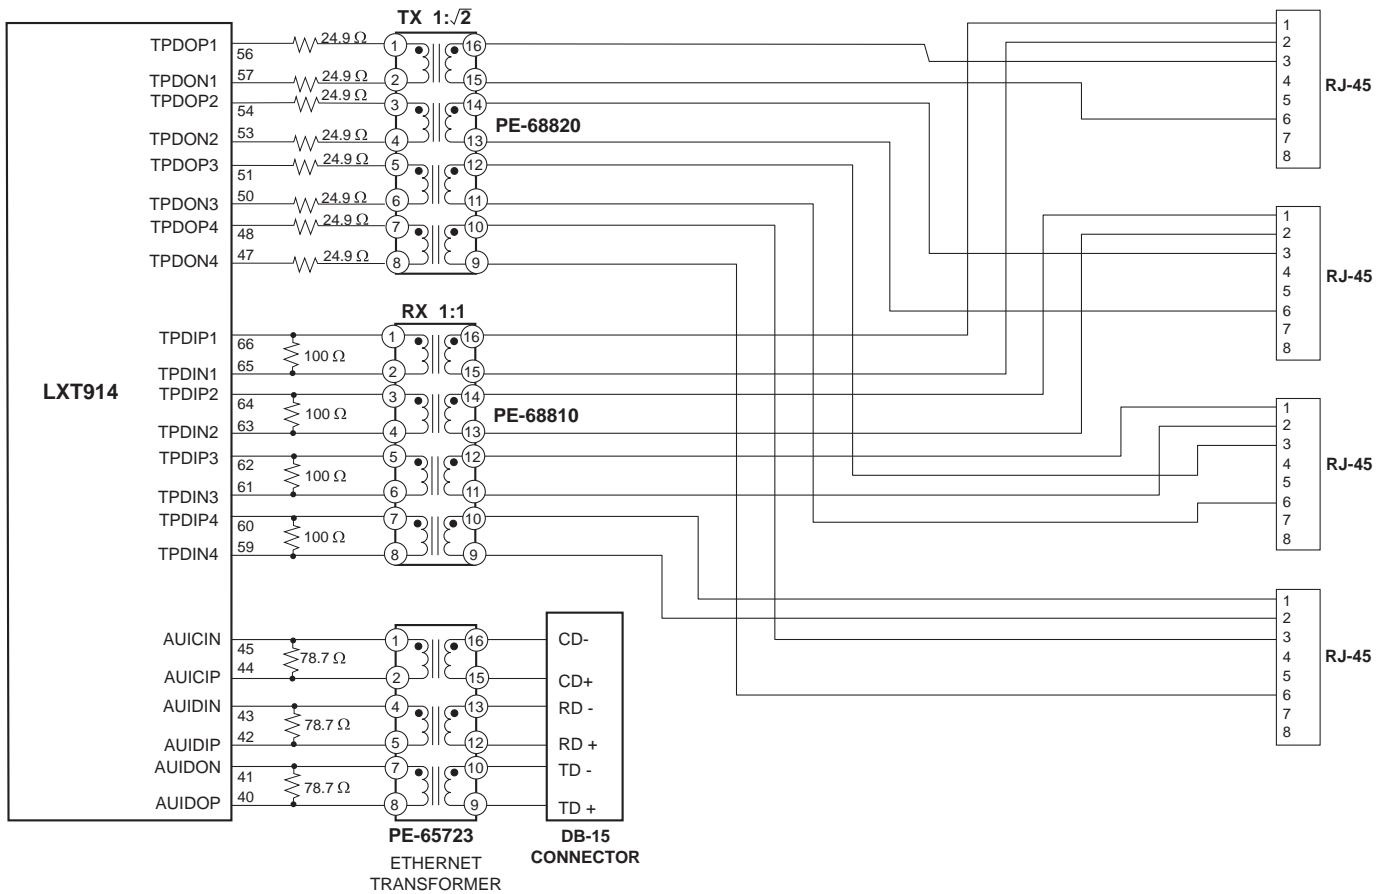 TX 1:√2
TPDOP1 56 24.9 Ω 1 16
TPDON1 57 24.9 Ω 2 15
TPDOP2 54 24.9 Ω 3 14
TPDON2 53 24.9 Ω 4 13
PE-68820
TPDOP3 51 24.9 Ω 5 12
TPDON3 50 24.9 Ω 6 11
TPDOP4 48 24.9 Ω 7 10
TPDON4 47 24.9 Ω 8 9
RX 1:1
TPDIP1 66 1 16
100 Ω
TPDIN1 65 2 15
TPDIP2 64 3 14
LXT914
100 Ω
PE-68810
TPDIN2 63 4 13
TPDIP3 62 5 12
100 Ω
TPDIN3 61 6 11
TPDIP4 60 7 10
100 Ω
TPDIN4 59 8 9
AUICIN 45 1 16 CD-
78.7 Ω
AUICIP 44 2 15 CD+
AUIDIN 43 4 13 RD -
78.7 Ω
AUIDIP 42 5 12 RD +
AUIDON 41 7 10 TD -
78.7 Ω
AUIDOP 40 8 9 TD +
PE-65723
ETHERNET
TRANSFORMER
DB-15
CONNECTOR
1
2
3
4
5
6
7
8
RJ-45
1
2
3
4
5
6
7
8
RJ-45
1
2
3
4
5
6
7
8
RJ-45
1
2
3
4
5
6
7
8
RJ-45